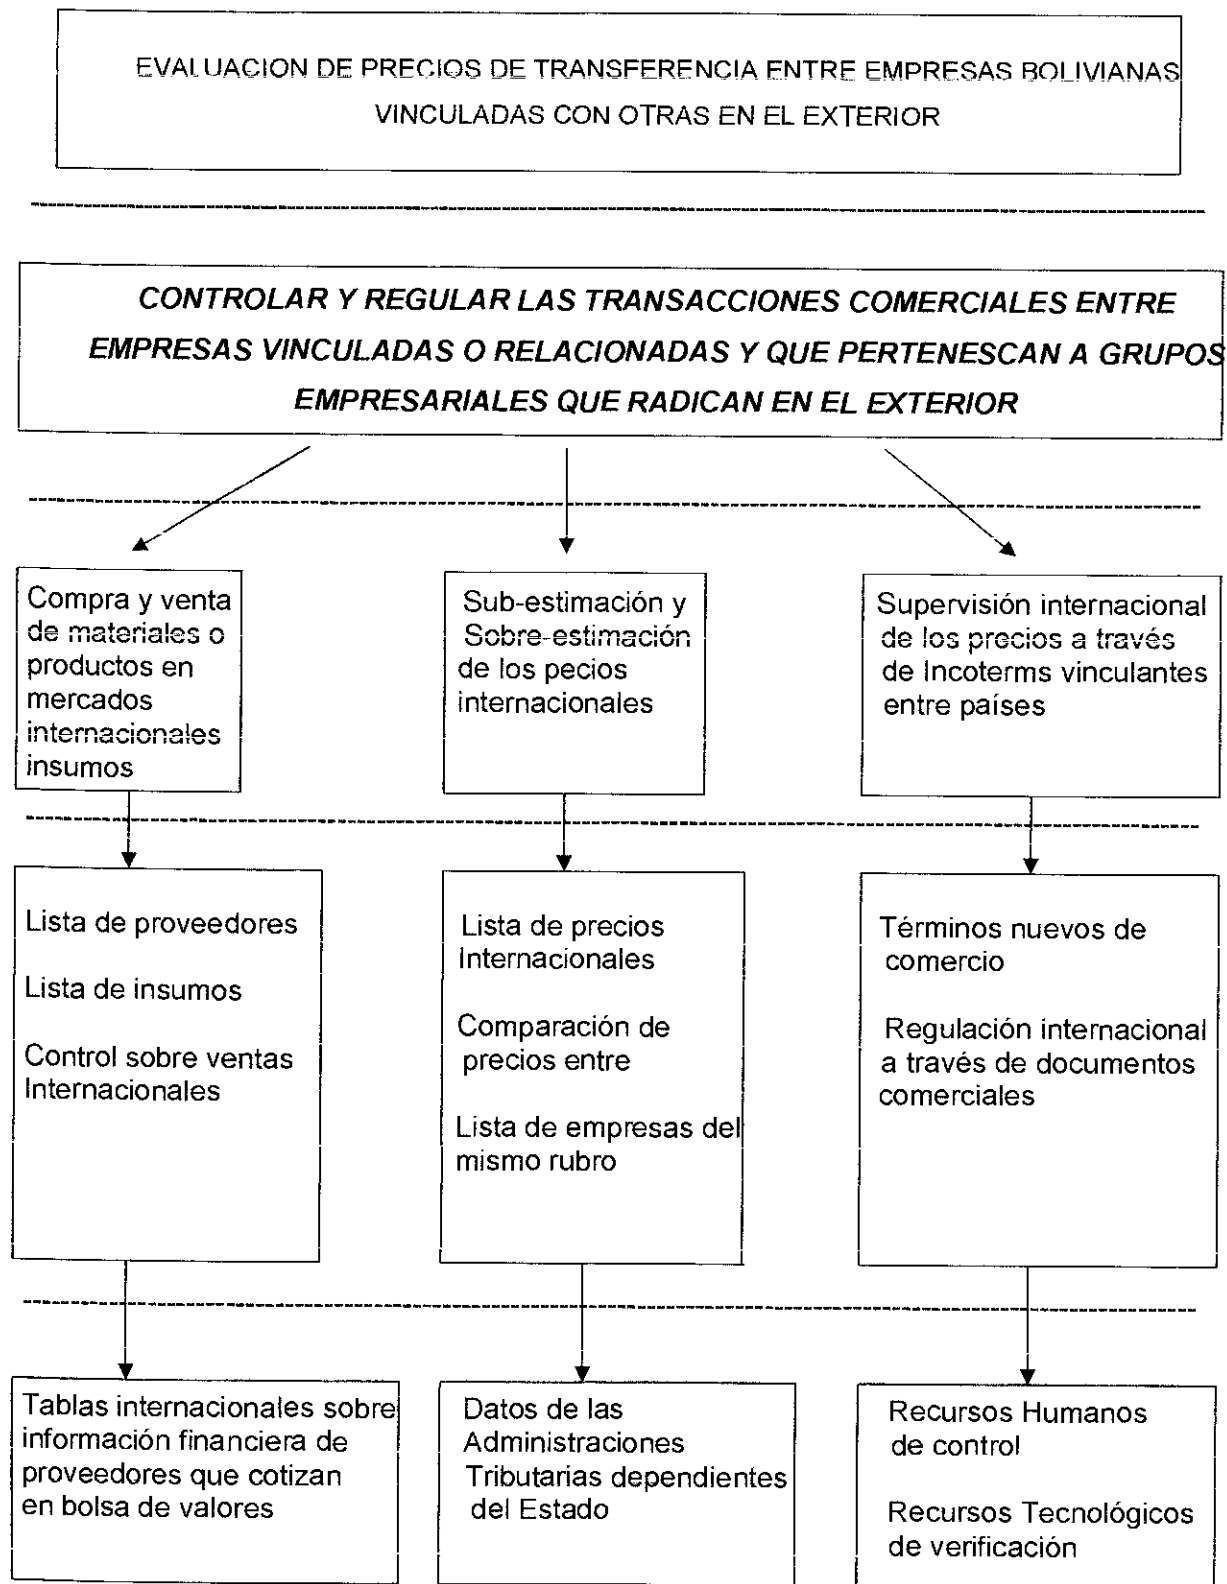 EVALUACION DE PRECIOS DE TRANSFERENCIA ENTRE EMPRESAS BOLIVIANAS
VINCULADAS CON OTRAS EN EL EXTERIOR
CONTROLAR Y REGULAR LAS TRANSACCIONES COMERCIALES ENTRE
EMPRESAS VINCULADAS O RELACIONADAS Y QUE PERTENESCAN A GRUPOS
EMPRESARIALES QUE RADICAN EN EL EXTERIOR
Compra y venta
de materiales o
productos en
mercados
internacionales
insumos
Sub-estimación y
Sobre-estimación
de los pecios
internacionales
Supervisión internacional
de los precios a través
de Incoterms vinculantes
entre países
Lista de proveedores
Lista de insumos
Control sobre ventas
Internacionales
Lista de precios
Internacionales
Comparación de
precios entre
Lista de empresas del
mismo rubro
Términos nuevos de
comercio
Regulación internacional
a través de documentos
comerciales
Tablas internacionales sobre
información financiera de
proveedores que cotizan
en bolsa de valores
Datos de las
Administraciones
Tributarias dependientes
del Estado
Recursos Humanos
de control
Recursos Tecnológicos
de verificación